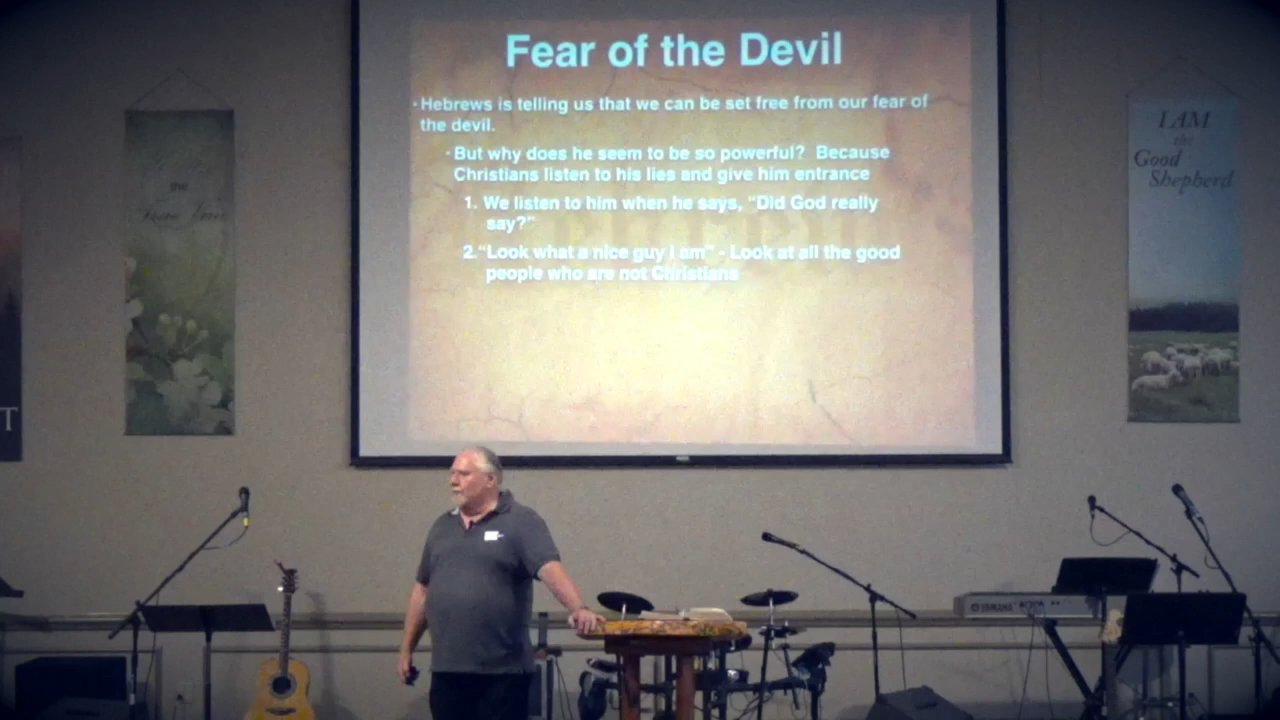 Fear of the Devil
· Hebrews is telling us that we can be set free from our fear of
the devil.
· But why does he seem to be so powerful? Because
Christians listen to his lies and give him entrance
1. We listen to him when he says, "Did God really
say?"
2. "Look what a nice guy I am" - Look at all the good
people who are not Christians
the
I AM
the
Good
Shepherd
T
YAMAHA